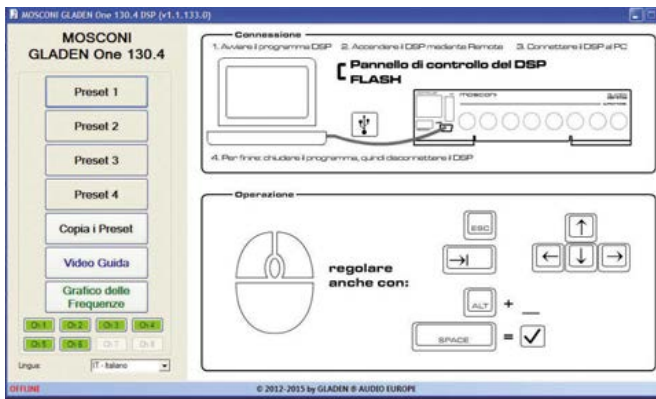 MOSCONI GLADEN One 130.4 DSP (v1.1.133.0)
MOSCONI
GLADEN One 130.4
Preset 1
Preset 2
Preset 3
Preset 4
Copia i Preset
Video Guida
Grafico delle
Frequenze
Ch 1 Ch 2 Ch 3 Ch 4
Ch 5 Ch 6 Ch 7 Ch 8
Lingua: IT - Italiano
OFFLINE
Connessione
1. Avviare il programma DSP 2. Accendere il DSP mediante Remote 3. Connettere il DSP al PC
Pannello di controllo del DSP
FLASH
mosconi
4. Per finire: chiudere il programma, quindi disconnettere il DSP
Operazione
regolare
anche con:
ESC
ALT + _
SPACE =
© 2012-2015 by GLADEN @ AUDIO EUROPE